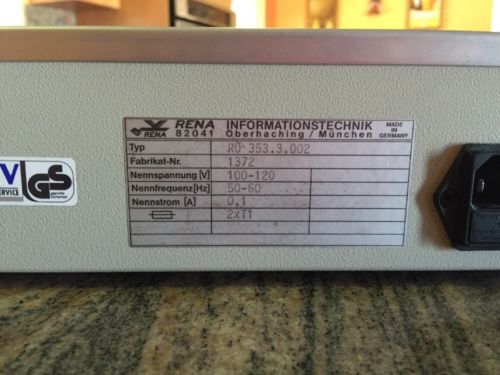 RENA INFORMATIONSTECHNIK MADE IN GERMANY
RENA 82041 Oberhaching / München
Typ RO 353.3.002
Fabrikat-Nr. 1372
Nennspannung [V] 100-120
Nennfrequenz [Hz] 50-60
Nennstrom [A] 0,1
2xT1
V
SERVICE
GS